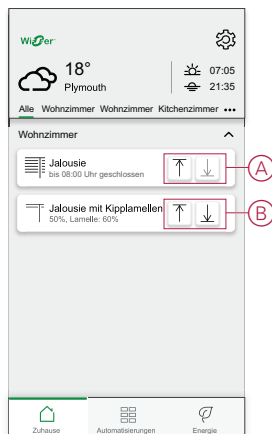 Wiser
18°
Plymouth
07:05
21:35
Alle Wohnzimmer Wohnzimmer Kitchenzimmer •••
Wohnzimmer
Jalousie
bis 08:00 Uhr geschlossen
A
Jalousie mit Kipplamellen
50%, Lamelle: 60%
B
Zuhause Automatisierungen Energie